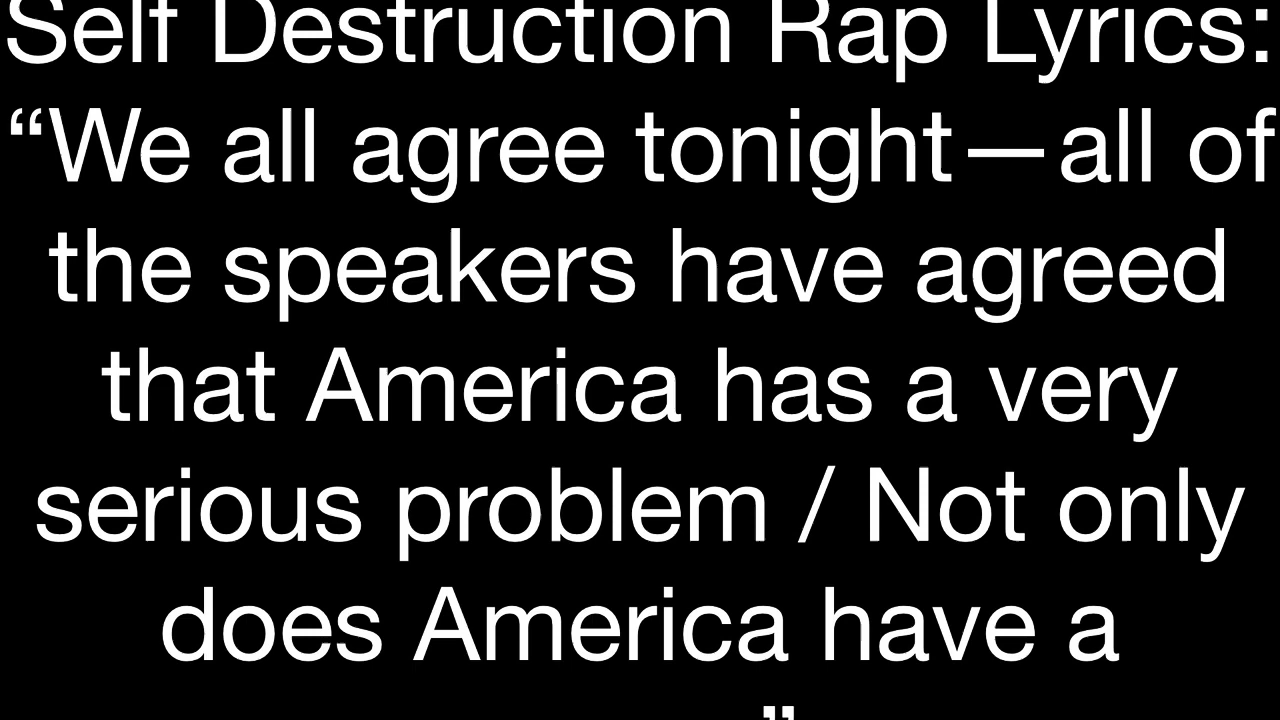 Self Destruction Rap Lyrics:
“We all agree tonight—all of
the speakers have agreed
that America has a very
serious problem / Not only
does America have a
”